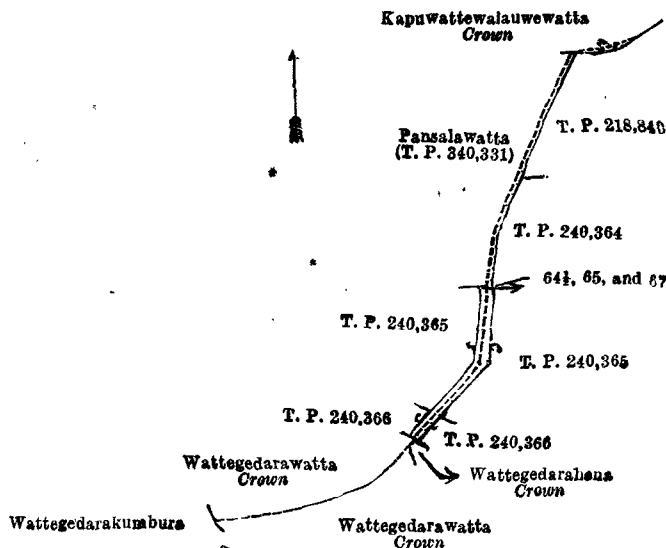 Kapuwattewalauwewatta
Crown
T. P. 218,840
Pansalawatta
(T. P. 340,331)
T. P. 240,364
64½, 65, and 67
T. P. 240,365
T. P. 240,365
T. P. 240,366
T. P. 240,366
Wattegedarawatta
Crown
Wattegedarahena
Crown
Wattegedarakumbura
Wattegedarawatta
Crown